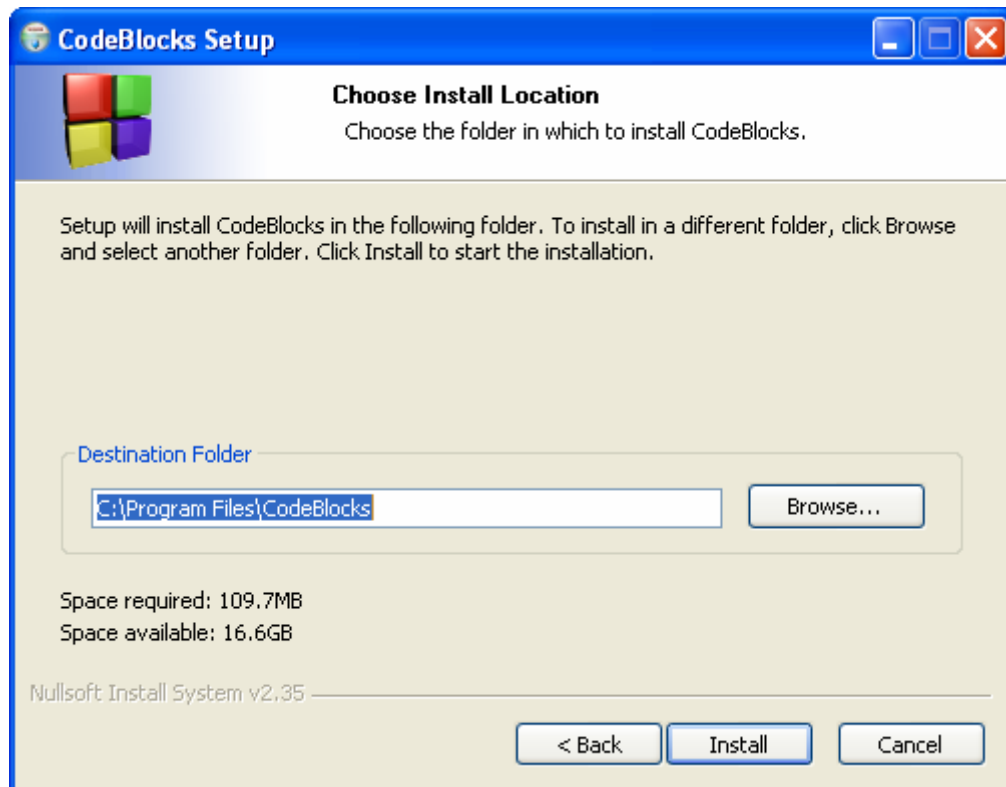 CodeBlocks Setup
Choose Install Location
Choose the folder in which to install CodeBlocks.
Setup will install CodeBlocks in the following folder. To install in a different folder, click Browse
and select another folder. Click Install to start the installation.
Destination Folder
C:\Program Files\CodeBlocks
Browse...
Space required: 109.7MB
Space available: 16.6GB
Nullsoft Install System v2.35
< Back
Install
Cancel